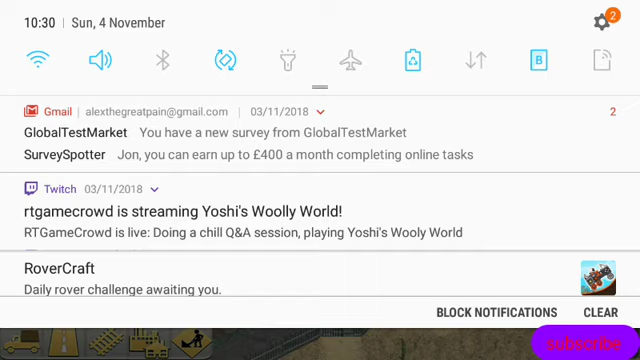 10:30 | Sun, 4 November
2
B
Gmail | alexthegreatpain@gmail.com | 03/11/2018
2
GlobalTestMarket You have a new survey from GlobalTestMarket
SurveySpotter Jon, you can earn up to £400 a month completing online tasks
Twitch 03/11/2018
rtgamecrowd is streaming Yoshi's Woolly World!
RTGameCrowd is live: Doing a chill Q&A session, playing Yoshi's Wooly World
RoverCraft
Daily rover challenge awaiting you.
BLOCK NOTIFICATIONS CLEAR
subscribe